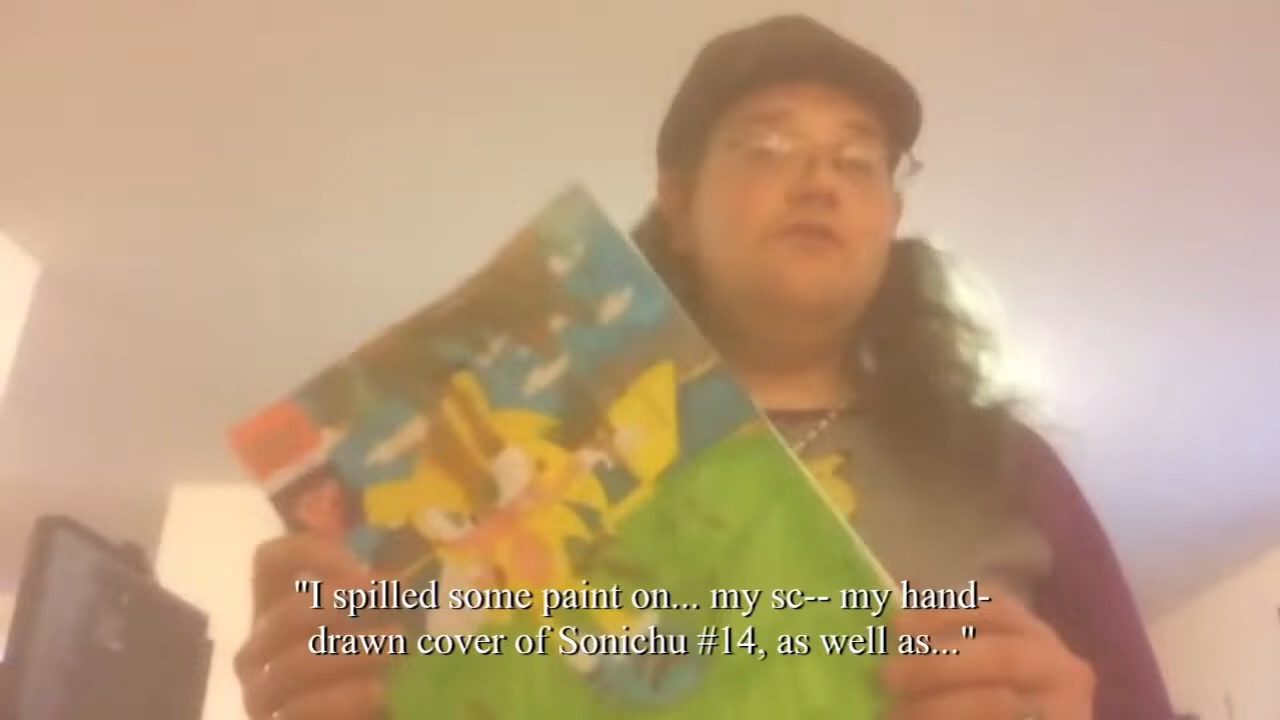 "I spilled some paint on... my sc-- my hand-
drawn cover of Sonichu #14, as well as..."